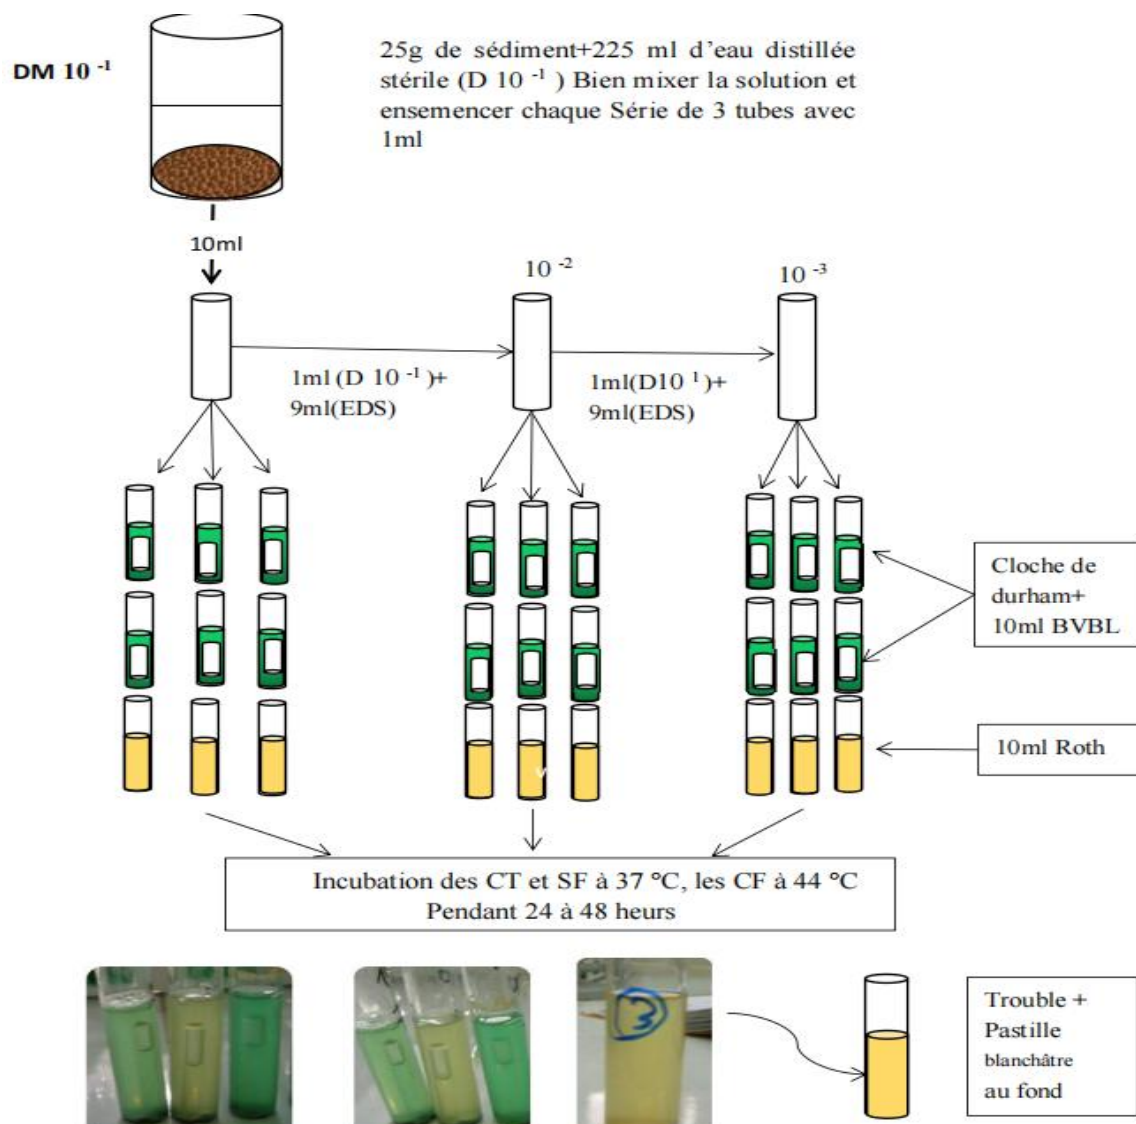 DM 10 -1
25g de sédiment+225 ml d'eau distillée
stérile (D 10 -1 ) Bien mixer la solution et
ensemencer chaque Série de 3 tubes avec
1ml
10ml
10 -2
10 -3
1ml (D 10 -1 )+
9ml(EDS)
1ml(D10 1 )+
9ml(EDS)
Cloche de
durham+
10ml BVBL
10ml Roth
Incubation des CT et SF à 37 °C, les CF à 44 °C
Pendant 24 à 48 heurs
3
Trouble +
Pastille
blanchâtre
au fond